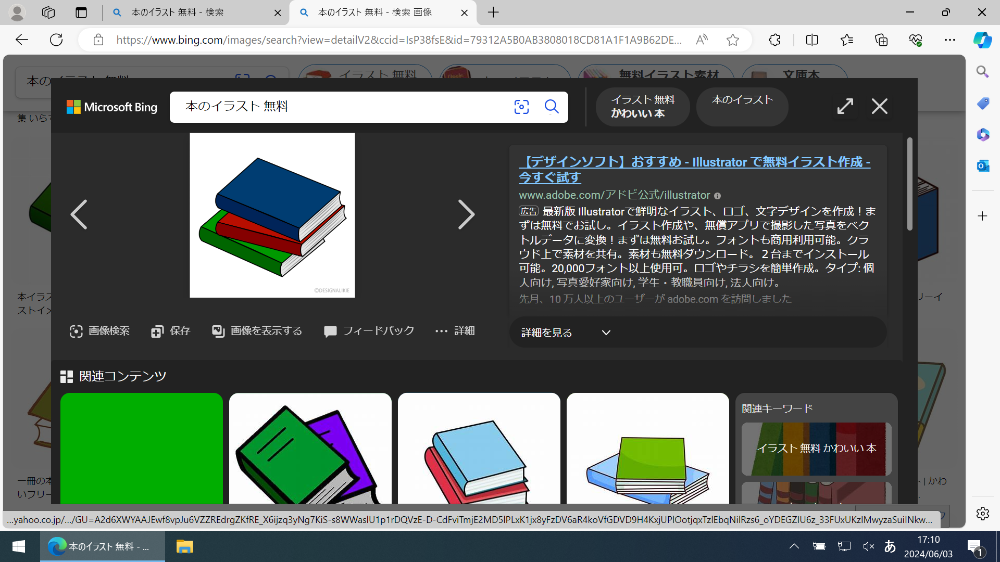 本のイラスト 無料 - 検索
本のイラスト 無料 - 検索 画像
https://www.bing.com/images/search?view=detailV2&ccid=IsP38fsE&id=79312A5B0AB3808018CD81A1F1A9B62DE...
イラスト 無料
無料イラスト素材
文庫本
Microsoft Bing
本のイラスト 無料
イラスト 無料
かわいい 本
本のイラスト
集 いらす
©DESIGNALIKIE
【デザインソフト】おすすめ - Illustrator で無料イラスト作成 -
今すぐ試す
www.adobe.com/アドビ公式/illustrator
広告 最新版 Illustratorで鮮明なイラスト、ロゴ、文字デザインを作成！ま
ずは無料でお試し。イラスト作成や、無償アプリで撮影した写真をベク
トルデータに変換！まずは無料お試し。フォントも商用利用可能。クラ
ウド上で素材を共有。素材も無料ダウンロード。２台までインストール
可能。20,000フォント以上使用可。ロゴやチラシを簡単作成。タイプ: 個
人向け, 写真愛好家向け, 学生・教職員向け, 法人向け。
先月、10 万人以上のユーザーが adobe.com を訪問しました
詳細を見る
本イラス
ストイメ
リーイ
画像検索
保存
画像を表示する
フィードバック
詳細
関連コンテンツ
関連キーワード
イラスト 無料 かわいい 本
一冊の本
いフリー
ト | かわ
...yahoo.co.jp/.../GU=A2d6XWYAAJEwf8vpJu6VZZREdrgZKfRE_X6ijzq3yNg7KiS-s8WWaslU1p1rDQVzE-D-CdFviTmjE2MD5lPLxK1jx8yFzDV6aR4koVfGDVD9H4KxjUPlOotjqxTzlEbqNilRzs6_oYDEGZIU6z_33FUxUKzIMwyzaSuiINkw...
本のイラスト 無料 - ...
あ
17:10
2024/06/03
1